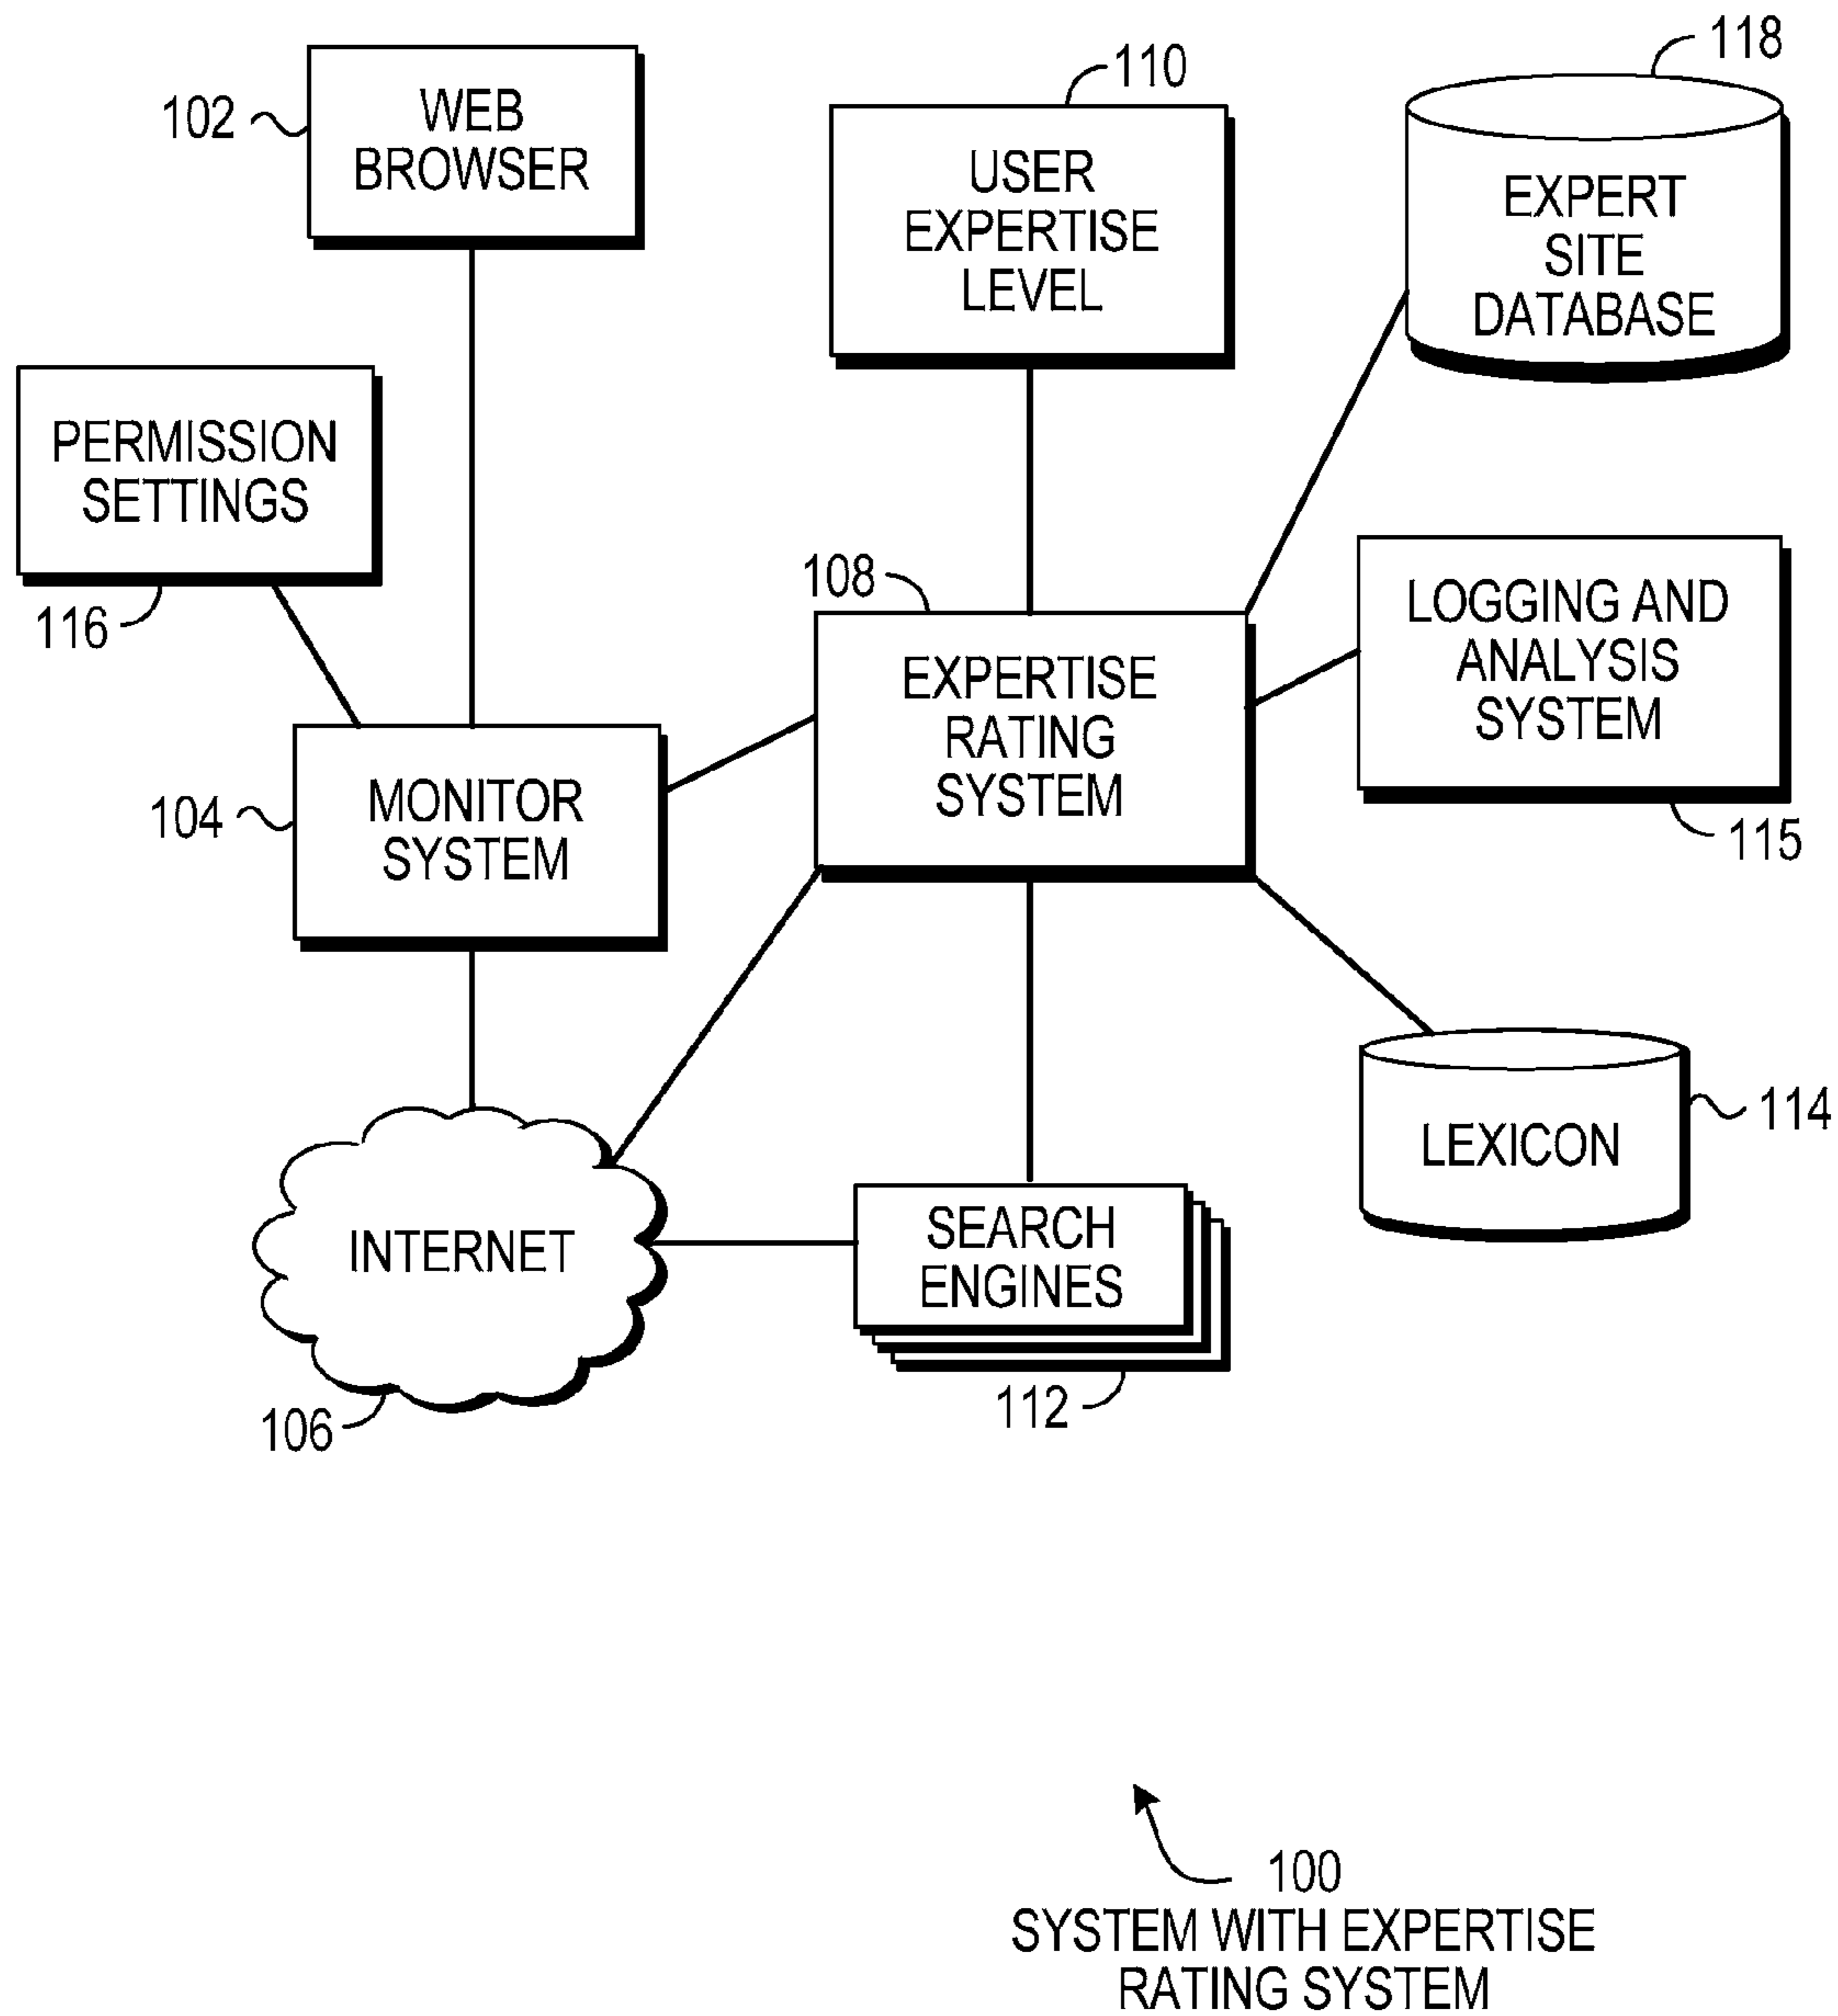 118
110
102
WEB
BROWSER
USER
EXPERTISE
LEVEL
EXPERT
SITE
DATABASE
PERMISSION
SETTINGS
116
108
LOGGING AND
ANALYSIS
SYSTEM
115
EXPERTISE
RATING
SYSTEM
104
MONITOR
SYSTEM
114
LEXICON
INTERNET
106
SEARCH
ENGINES
112
100
SYSTEM WITH EXPERTISE
RATING SYSTEM